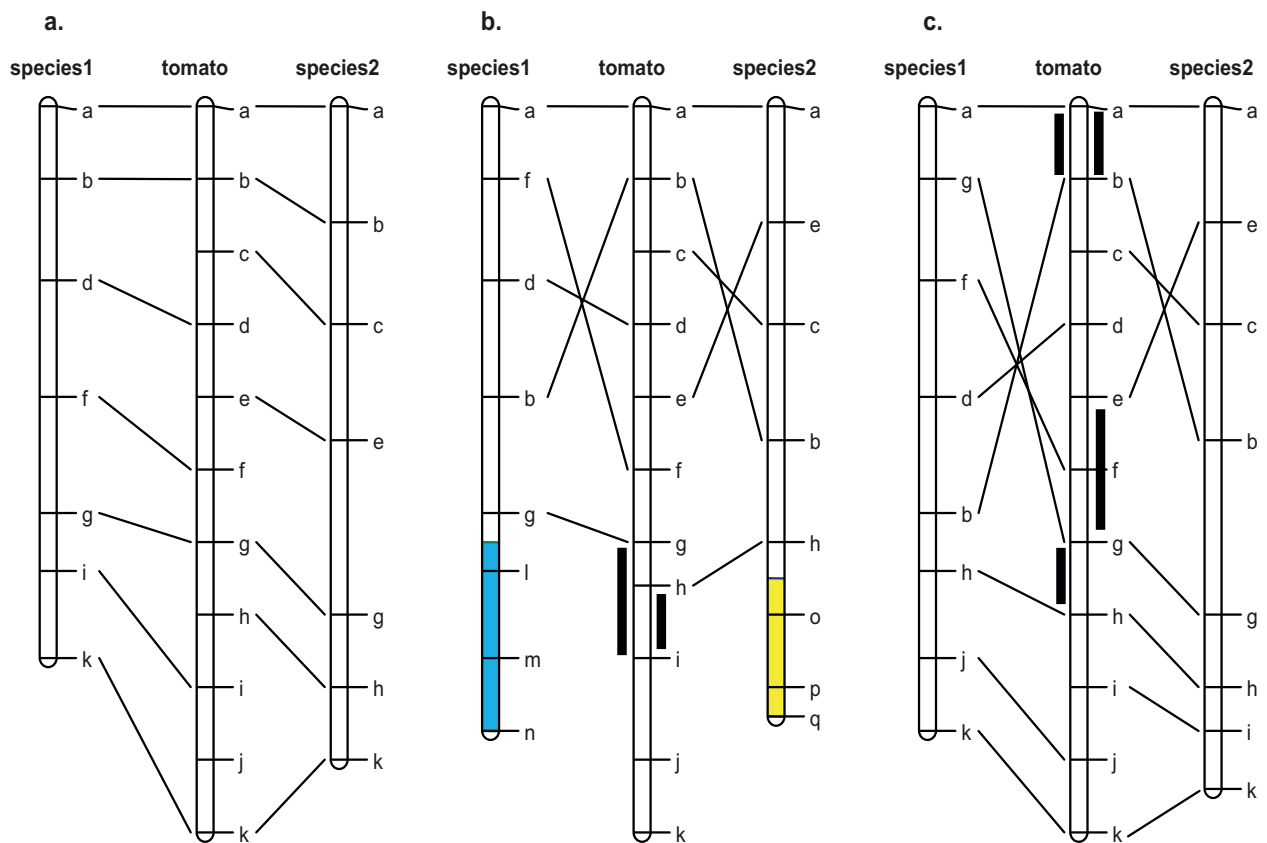 a.
species1 tomato species2
a a a
b b
b
c
d
d c
f e
e
f
g
g
i g
h
k i h
j k
k
b.
species1 tomato species2
a a a
f b
e
c
d
d c
b e
b
f
g
g h
l h
o
m i
p
q
n
j
k
c.
species1 tomato species2
a a a
g b
e
c
f
d c
d e
b
f
b
g
h
h g
j i h
i
k
j
k
k